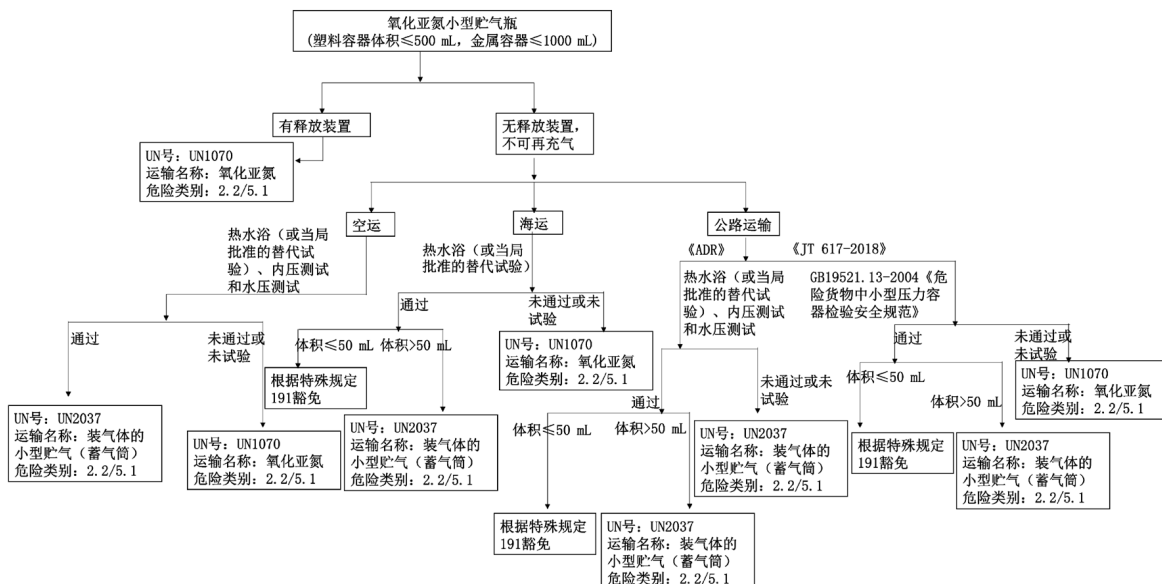 氧化亚氮小型贮气瓶
(塑料容器体积≤500 mL，金属容器≤1000 mL)
有释放装置
无释放装置，
不可再充气
UN号：UN1070
运输名称：氧化亚氮
危险类别：2.2/5.1
空运
海运
公路运输
热水浴（或当局
批准的替代试
验）、内压测试
和水压测试
热水浴（或当局
批准的替代试验）
《ADR》
《JT 617-2018》
热水浴（或当局
批准的替代试
验）、内压测试
和水压测试
GB19521.13-2004《危
险货物中小型压力容
器检验安全规范》
通过
未通过或
未试验
通过
未通过或未
试验
体积≤50 mL
体积>50 mL
UN号：UN1070
运输名称：氧化亚氮
危险类别：2.2/5.1
根据特殊规定
191豁免
通过
未通过或未
试验
通过
未通过或
未试验
体积≤50 mL
体积>50 mL
UN号：UN1070
运输名称：氧化亚氮
危险类别：2.2/5.1
UN号：UN2037
运输名称：装气体的
小型贮气（蓄气筒）
危险类别：2.2/5.1
UN号：UN1070
运输名称：氧化亚氮
危险类别：2.2/5.1
UN号：UN2037
运输名称：装气体的
小型贮气（蓄气筒）
危险类别：2.2/5.1
体积≤50 mL
体积>50 mL
UN号：UN2037
运输名称：装气体的
小型贮气（蓄气筒）
危险类别：2.2/5.1
根据特殊规定
191豁免
UN号：UN2037
运输名称：装气体的
小型贮气（蓄气筒）
危险类别：2.2/5.1
根据特殊规定
191豁免
UN号：UN2037
运输名称：装气体的
小型贮气（蓄气筒）
危险类别：2.2/5.1